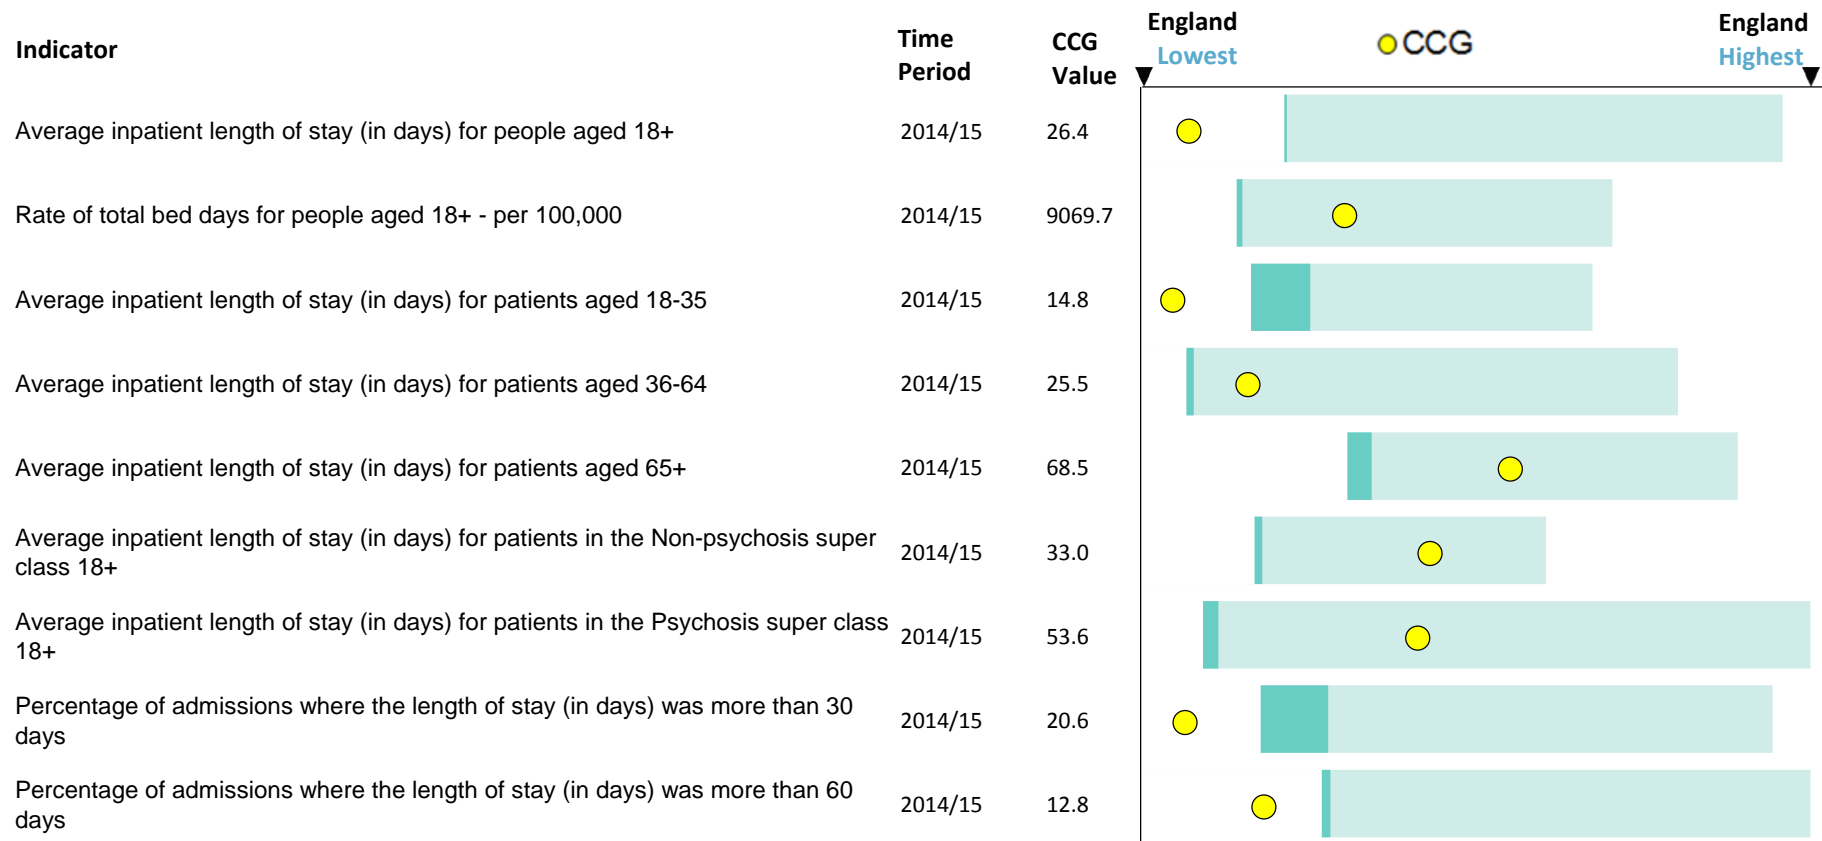 Indicator
Time Period
CCG Value
England Lowest
CCG
England Highest
Average inpatient length of stay (in days) for people aged 18+ 2014/15 26.4
Rate of total bed days for people aged 18+ - per 100,000 2014/15 9069.7
Average inpatient length of stay (in days) for patients aged 18-35 2014/15 14.8
Average inpatient length of stay (in days) for patients aged 36-64 2014/15 25.5
Average inpatient length of stay (in days) for patients aged 65+ 2014/15 68.5
Average inpatient length of stay (in days) for patients in the Non-psychosis super
class 18+ 2014/15 33.0
Average inpatient length of stay (in days) for patients in the Psychosis super class
18+ 2014/15 53.6
Percentage of admissions where the length of stay (in days) was more than 30
days 2014/15 20.6
Percentage of admissions where the length of stay (in days) was more than 60
days 2014/15 12.8